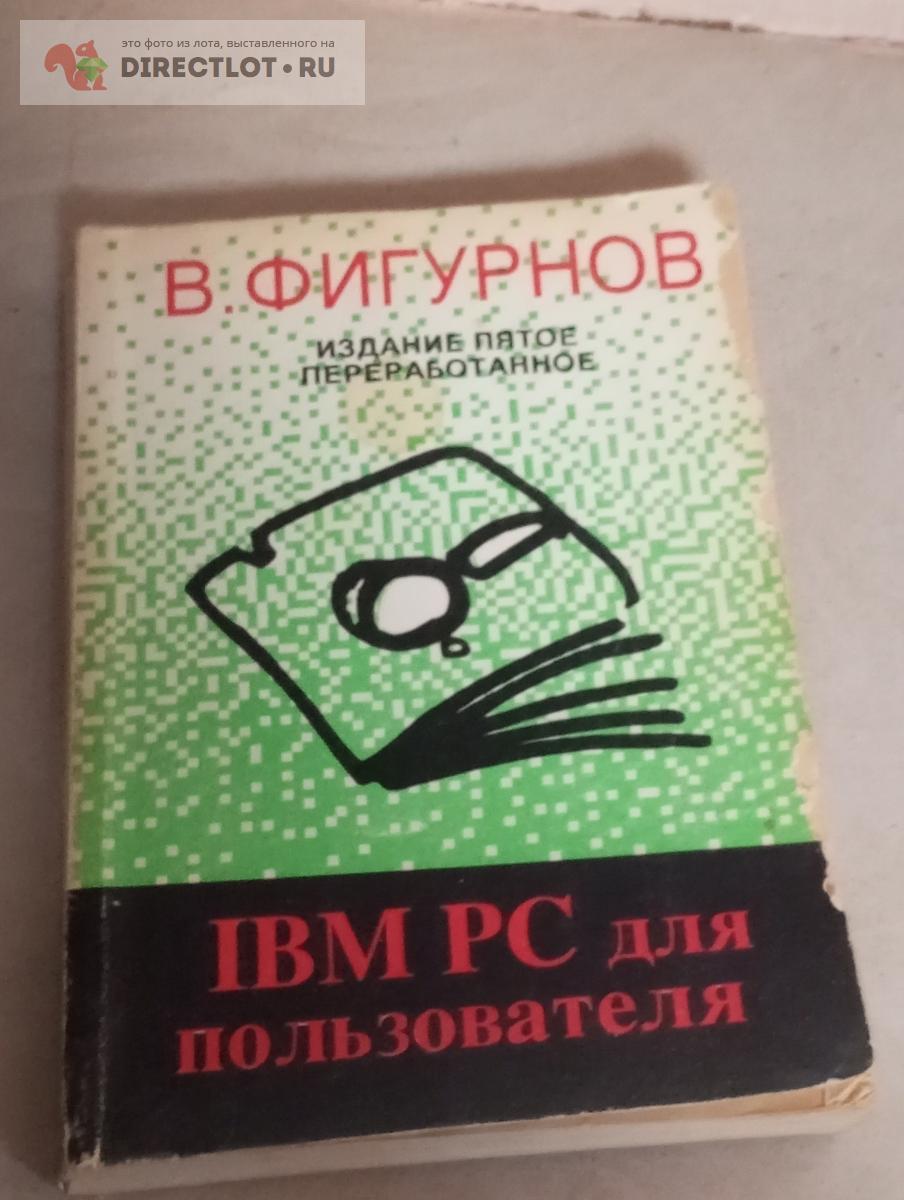 это фото из лота, выставленного на
DIRECTLOT•RU
В. ФИГУРНОВ
ИЗДАНИЕ ПЯТОЕ
ПЕРЕРАБОТАННОЕ
IBM PC для
пользователя